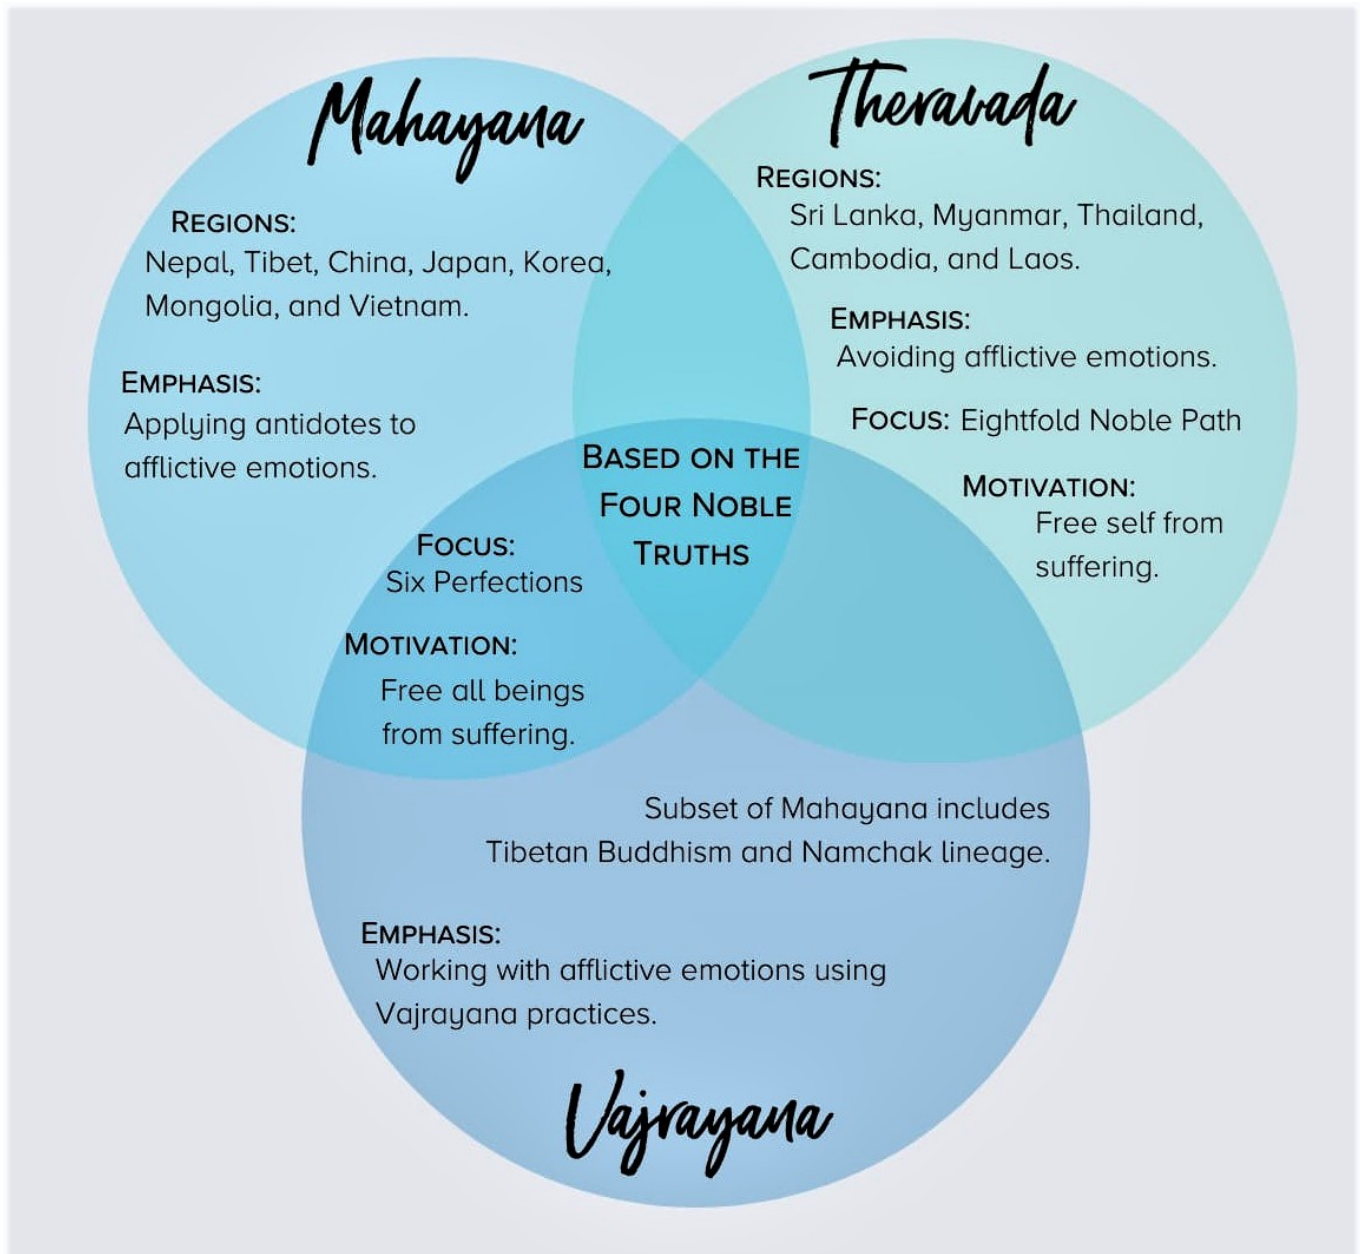 Mahayana
REGIONS:
Nepal, Tibet, China, Japan, Korea,
Mongolia, and Vietnam.
EMPHASIS:
Applying antidotes to
afflictive emotions.
Theravada
REGIONS:
Sri Lanka, Myanmar, Thailand,
Cambodia, and Laos.
EMPHASIS:
Avoiding afflictive emotions.
FOCUS: Eightfold Noble Path
MOTIVATION:
Free self from
suffering.
BASED ON THE
FOUR NOBLE
TRUTHS
FOCUS:
Six Perfections
MOTIVATION:
Free all beings
from suffering.
Subset of Mahayana includes
Tibetan Buddhism and Namchak lineage.
EMPHASIS:
Working with afflictive emotions using
Vajrayana practices.
Vajrayana